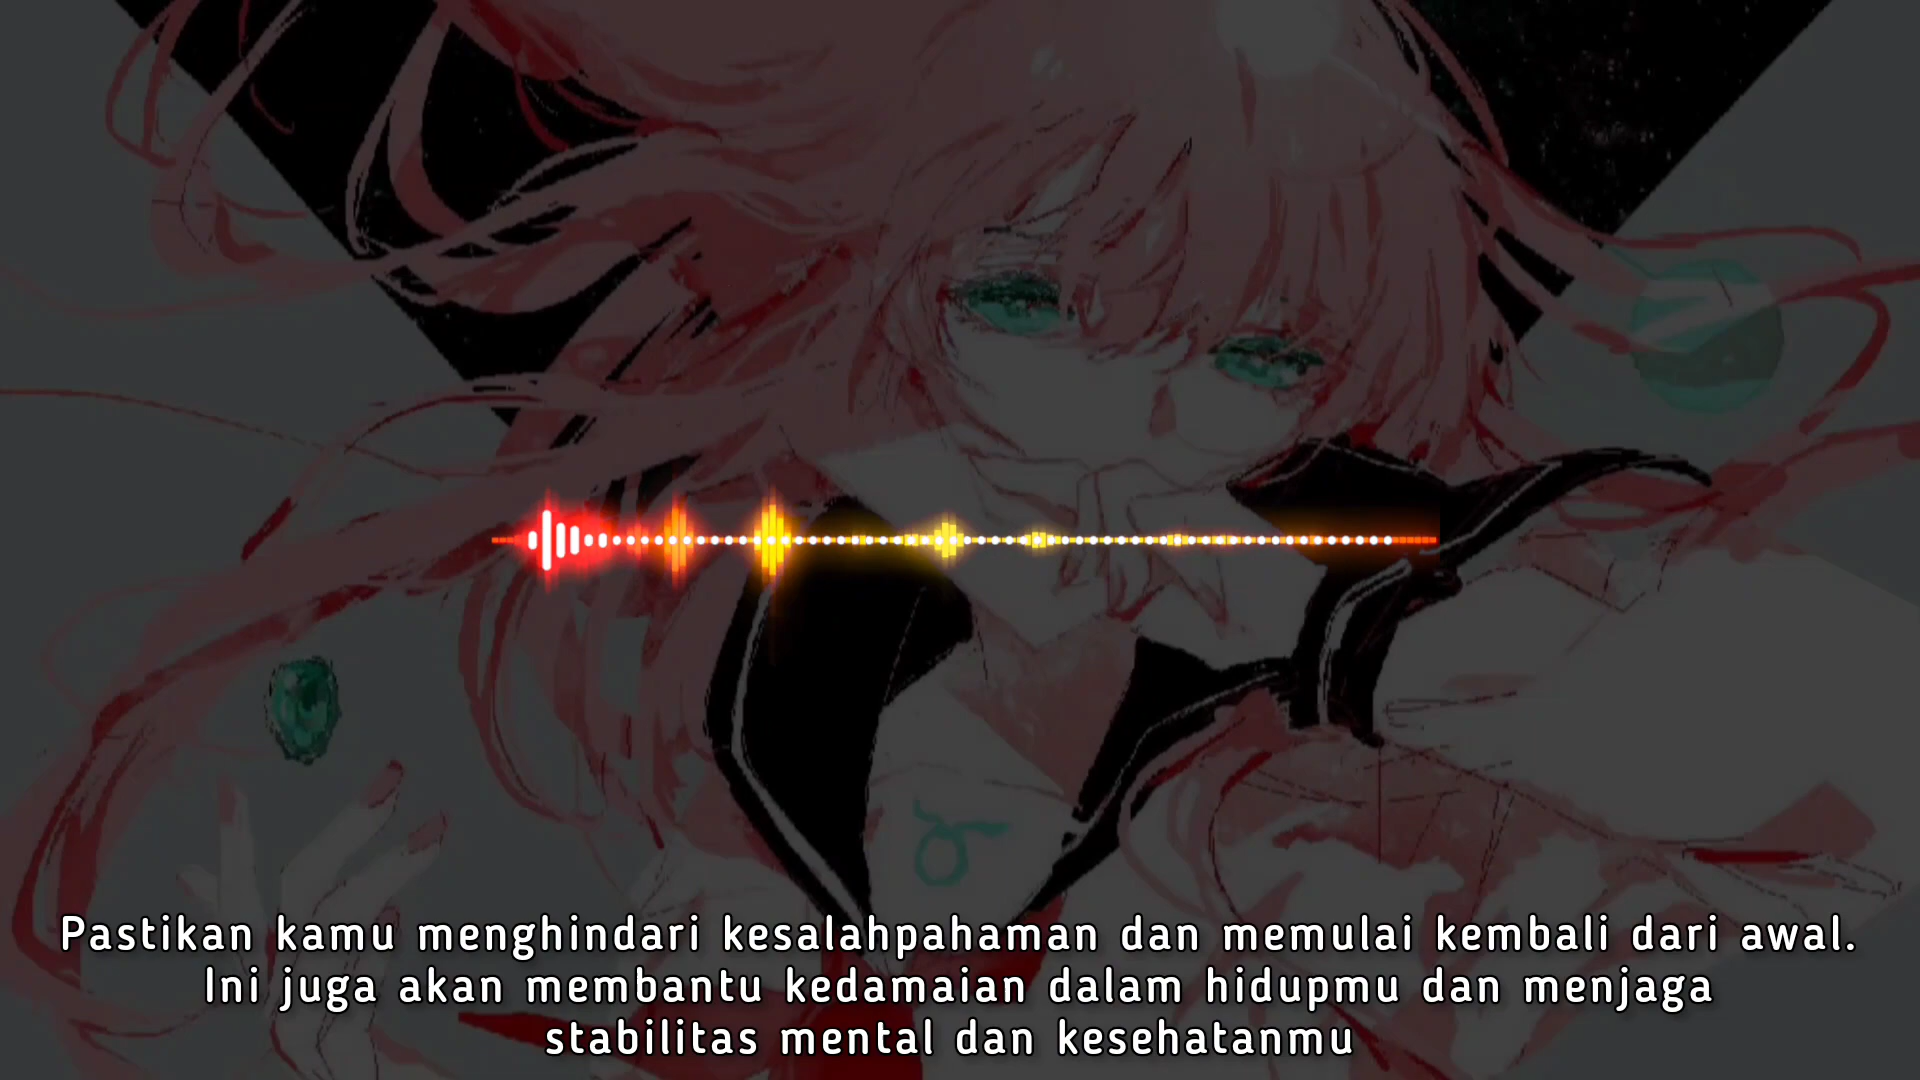 Pastikan kamu menghindari kesalahpahaman dan memulai kembali dari awal.
Ini juga akan membantu kedamaian dalam hidupmu dan menjaga
stabilitas mental dan kesehatanmu